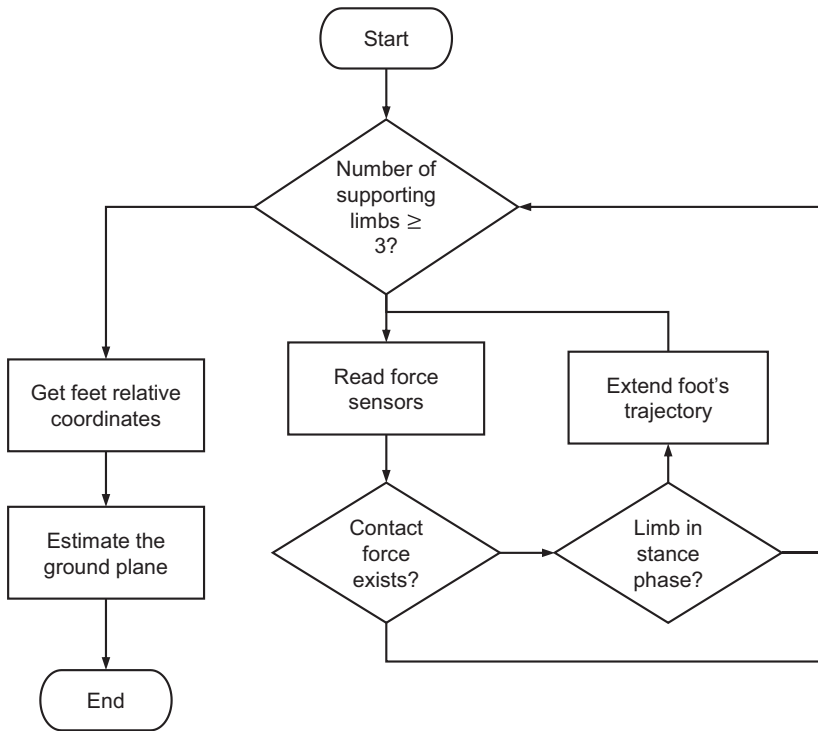 Start
Number of
supporting
limbs ≥
3?
Get feet relative
coordinates
Read force
sensors
Extend foot's
trajectory
Estimate the
ground plane
Contact
force
exists?
Limb in
stance
phase?
End